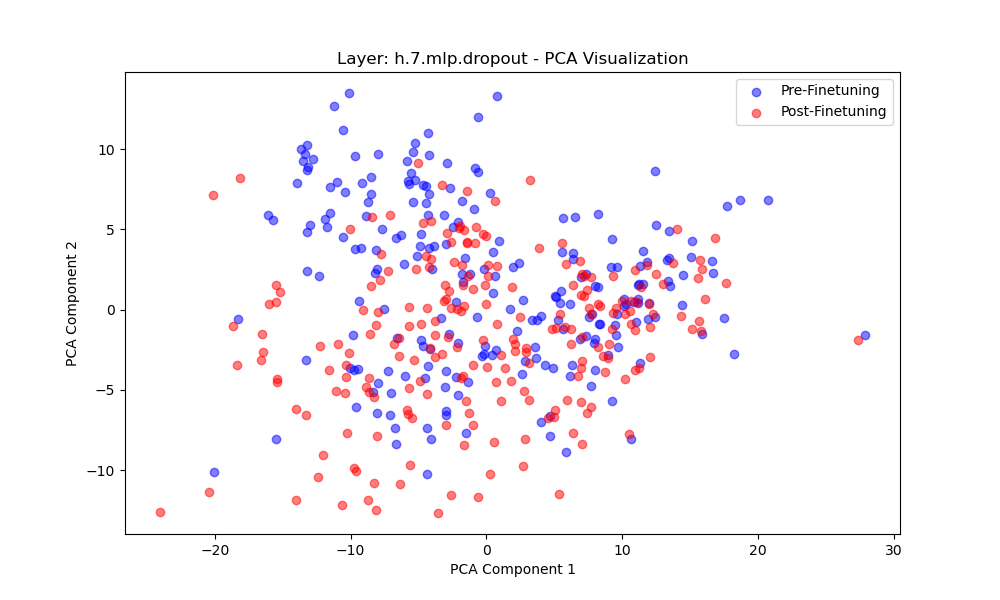 Layer: h.7.mlp.dropout - PCA Visualization
Pre-Finetuning
Post-Finetuning
10
5
0
−5
−10
PCA Component 2
−20
−10
0
10
20
30
PCA Component 1